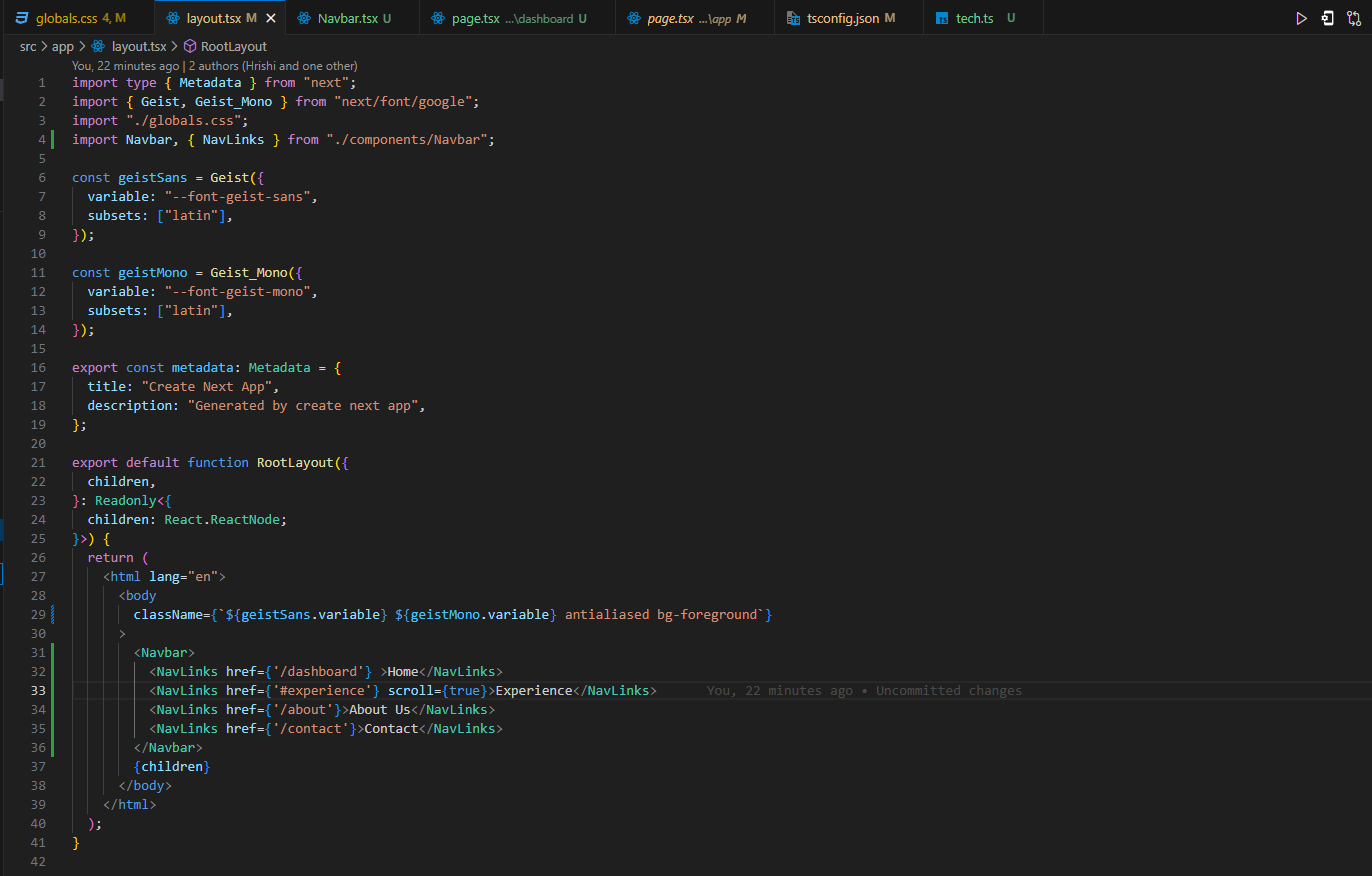 globals.css 4, M layout.tsx M Navbar.tsx U page.tsx ...\dashboard U page.tsx ...\app M tsconfig.json M tech.ts U
src > app > layout.tsx > RootLayout
You, 22 minutes ago | 2 authors (Hrishi and one other)
1 import type { Metadata } from "next";
2 import { Geist, Geist_Mono } from "next/font/google";
3 import "./globals.css";
4 import Navbar, { NavLinks } from "./components/Navbar";
5
6 const geistSans = Geist({
7   variable: "--font-geist-sans",
8   subsets: ["latin"],
9 });
10
11 const geistMono = Geist_Mono({
12   variable: "--font-geist-mono",
13   subsets: ["latin"],
14 });
15
16 export const metadata: Metadata = {
17   title: "Create Next App",
18   description: "Generated by create next app",
19 };
20
21 export default function RootLayout({
22   children,
23 }: Readonly<{
24   children: React.ReactNode;
25 }>) {
26   return (
27     <html lang="en">
28       <body
29         className={`${geistSans.variable} ${geistMono.variable} antialiased bg-foreground`}
30       >
31         <Navbar>
32           <NavLinks href={'/dashboard'} >Home</NavLinks>
33           <NavLinks href={'#experience'} scroll={true}>Experience</NavLinks> You, 22 minutes ago • Uncommitted changes
34           <NavLinks href={'/about'}>About Us</NavLinks>
35           <NavLinks href={'/contact'}>Contact</NavLinks>
36         </Navbar>
37         {children}
38       </body>
39     </html>
40   );
41 }
42